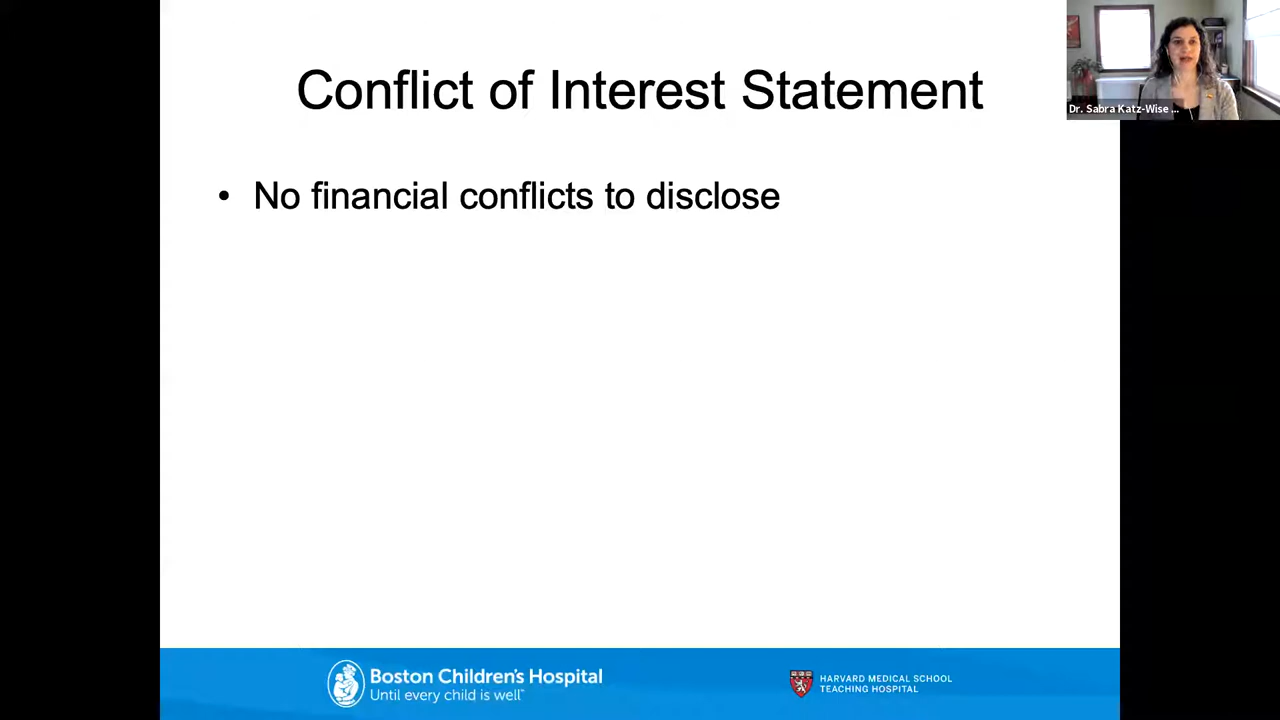 Conflict of Interest Statement
Dr. Sabra Katz-Wise ...
• No financial conflicts to disclose
Boston Children's Hospital
Until every child is well™
HARVARD MEDICAL SCHOOL
TEACHING HOSPITAL